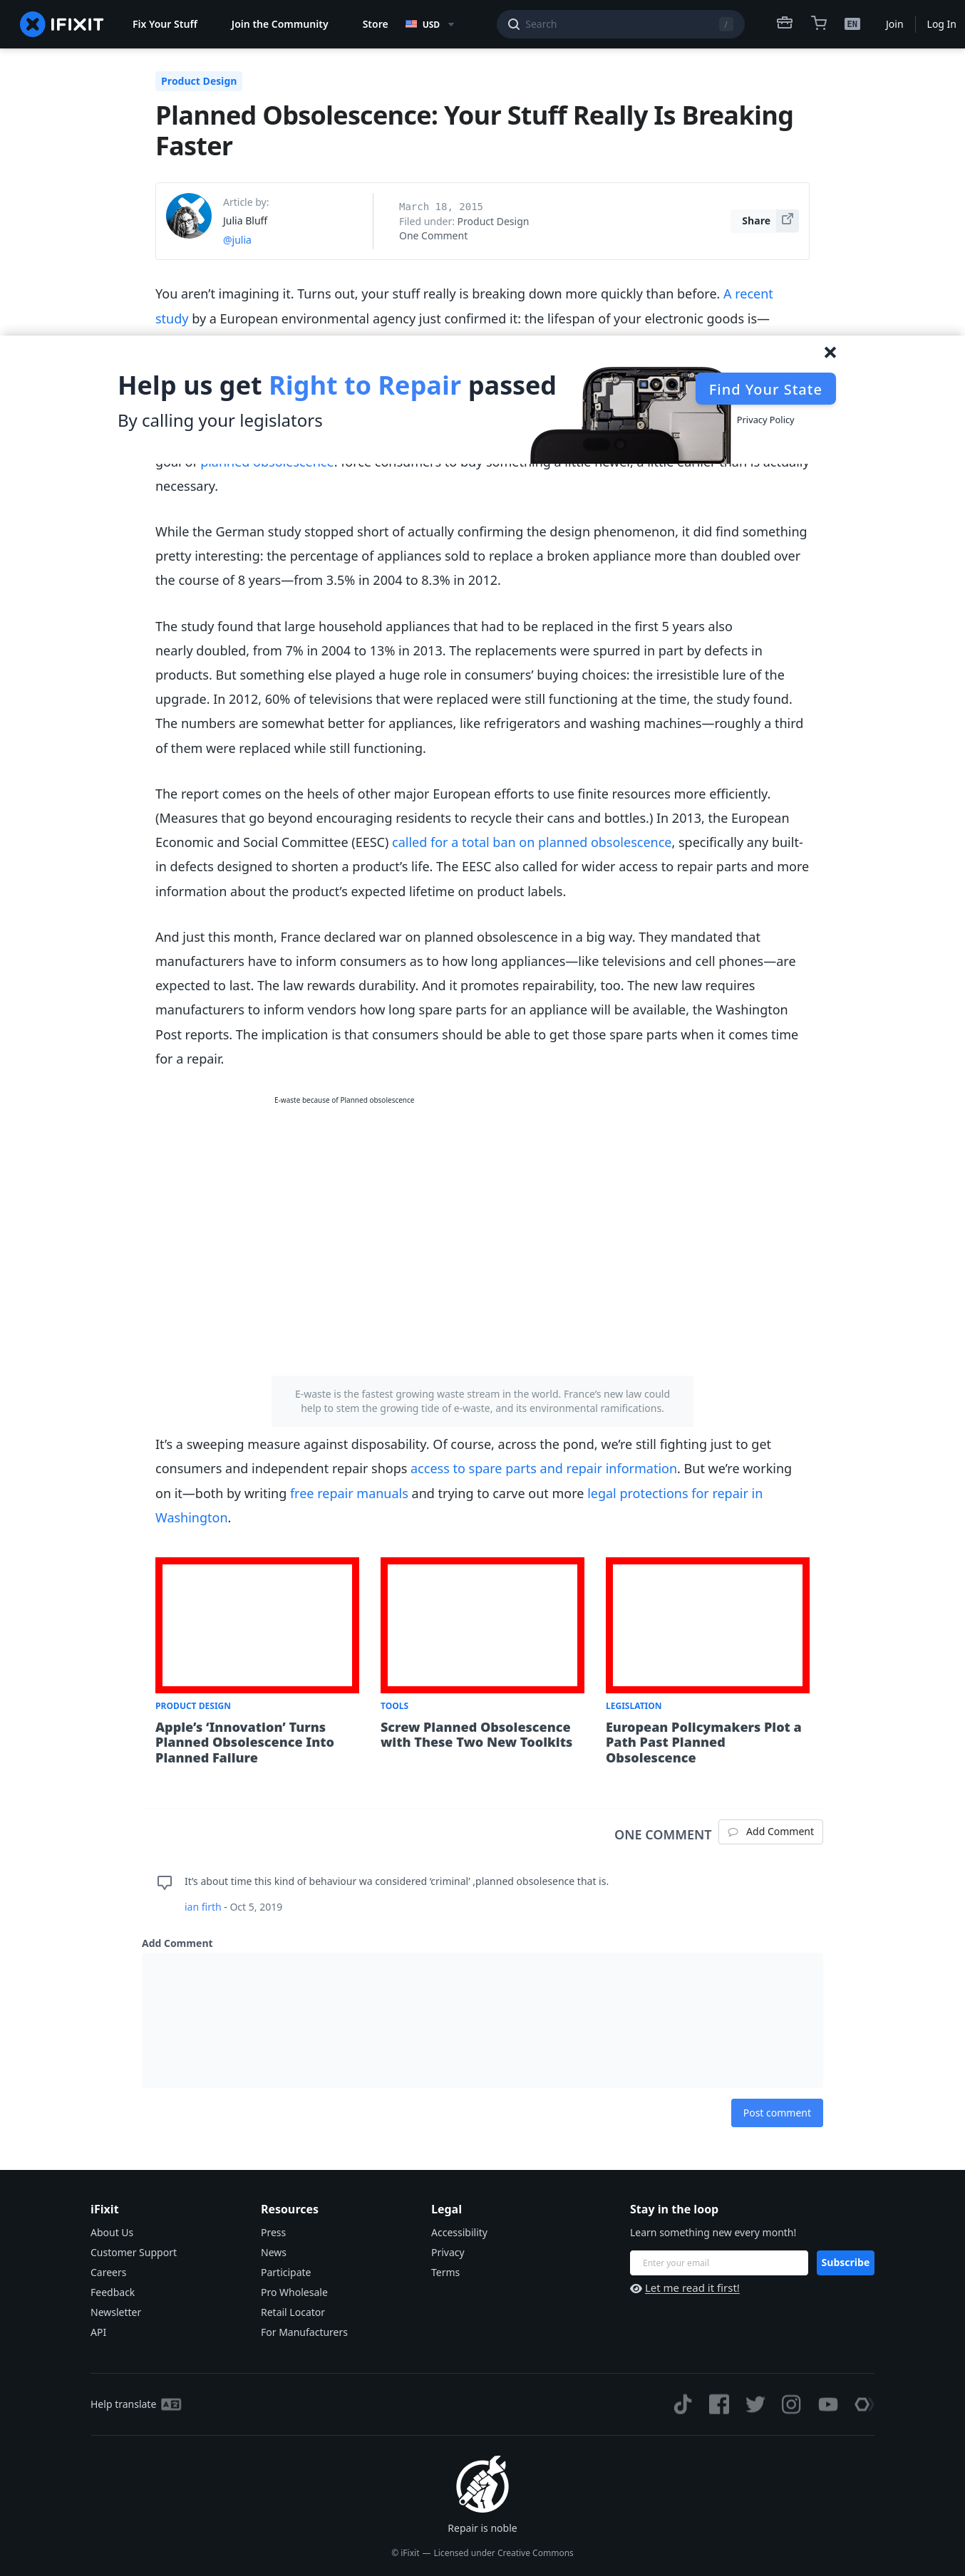 IFIXIT Fix Your Stuff Join the Community Store USD Search / EN Join Log In
Product Design
Planned Obsolescence: Your Stuff Really Is Breaking
Faster
Article by:
Julia Bluff
@julia
March 18, 2015
Filed under: Product Design
One Comment
Share
You aren’t imagining it. Turns out, your stuff really is breaking down more quickly than before. A recent
study by a European environmental agency just confirmed it: the lifespan of your electronic goods is—
Help us get Right to Repair passed
By calling your legislators
Find Your State
Privacy Policy
goal of planned obsolescence: force consumers to buy something a little newer, a little earlier than is actually
necessary.
While the German study stopped short of actually confirming the design phenomenon, it did find something
pretty interesting: the percentage of appliances sold to replace a broken appliance more than doubled over
the course of 8 years—from 3.5% in 2004 to 8.3% in 2012.
The study found that large household appliances that had to be replaced in the first 5 years also
nearly doubled, from 7% in 2004 to 13% in 2013. The replacements were spurred in part by defects in
products. But something else played a huge role in consumers’ buying choices: the irresistible lure of the
upgrade. In 2012, 60% of televisions that were replaced were still functioning at the time, the study found.
The numbers are somewhat better for appliances, like refrigerators and washing machines—roughly a third
of them were replaced while still functioning.
The report comes on the heels of other major European efforts to use finite resources more efficiently.
(Measures that go beyond encouraging residents to recycle their cans and bottles.) In 2013, the European
Economic and Social Committee (EESC) called for a total ban on planned obsolescence, specifically any built-
in defects designed to shorten a product’s life. The EESC also called for wider access to repair parts and more
information about the product’s expected lifetime on product labels.
And just this month, France declared war on planned obsolescence in a big way. They mandated that
manufacturers have to inform consumers as to how long appliances—like televisions and cell phones—are
expected to last. The law rewards durability. And it promotes repairability, too. The new law requires
manufacturers to inform vendors how long spare parts for an appliance will be available, the Washington
Post reports. The implication is that consumers should be able to get those spare parts when it comes time
for a repair.
E-waste because of Planned obsolescence
E-waste is the fastest growing waste stream in the world. France’s new law could
help to stem the growing tide of e-waste, and its environmental ramifications.
It’s a sweeping measure against disposability. Of course, across the pond, we’re still fighting just to get
consumers and independent repair shops access to spare parts and repair information. But we’re working
on it—both by writing free repair manuals and trying to carve out more legal protections for repair in
Washington.
PRODUCT DESIGN
Apple’s ‘Innovation’ Turns
Planned Obsolescence Into
Planned Failure
TOOLS
Screw Planned Obsolescence
with These Two New Toolkits
LEGISLATION
European Policymakers Plot a
Path Past Planned
Obsolescence
ONE COMMENT
Add Comment
It’s about time this kind of behaviour wa considered ‘criminal’ ,planned obsolesence that is.
ian firth - Oct 5, 2019
Add Comment
Post comment
iFixit
About Us
Customer Support
Careers
Feedback
Newsletter
API
Resources
Press
News
Participate
Pro Wholesale
Retail Locator
For Manufacturers
Legal
Accessibility
Privacy
Terms
Stay in the loop
Learn something new every month!
Enter your email
Subscribe
Let me read it first!
Help translate
Repair is noble
© iFixit — Licensed under Creative Commons